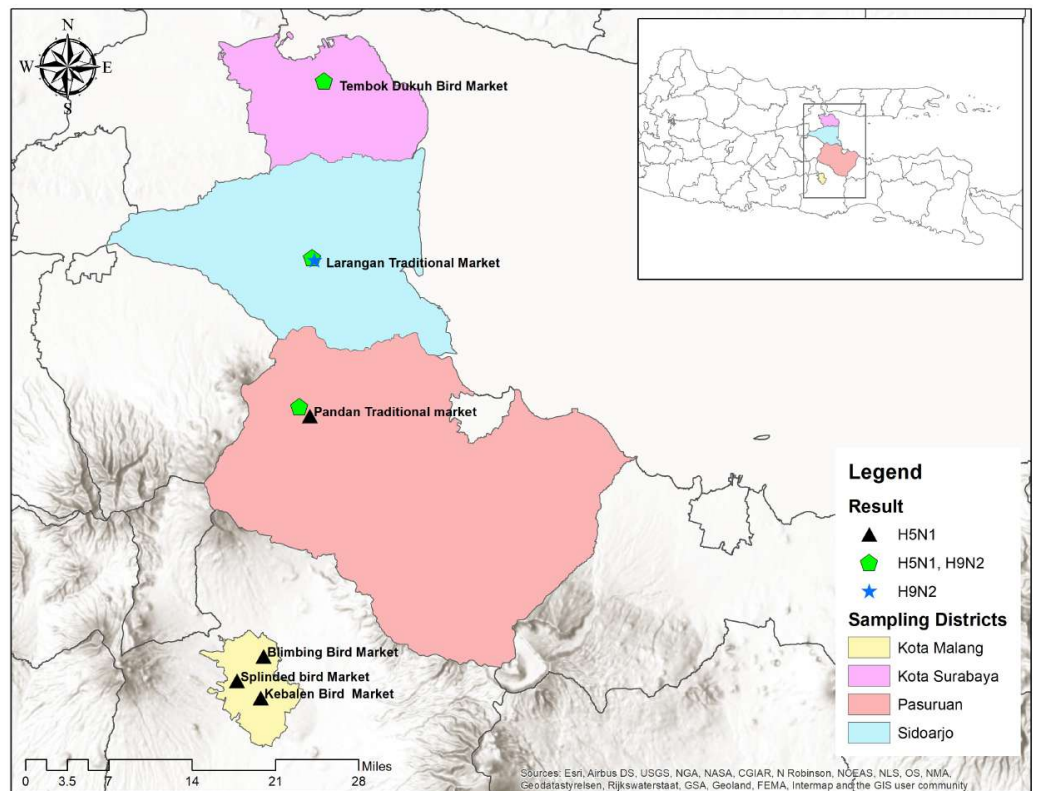 N
W E
S
Tembok Dukuh Bird Market
Larangan Traditional Market
Pandan Traditional market
Blimbing Bird Market
Splinded bird Market
Kebalen Bird Market
Legend
Result
H5N1
H5N1, H9N2
H9N2
Sampling Districts
Kota Malang
Kota Surabaya
Pasuruan
Sidoarjo
Miles
0 3.5 7 14 21 28
Sources: Esri, Airbus DS, USGS, NGA, NASA, CGIAR, N Robinson, NCEAS, NLS, OS, NMA,
Geodatastyrelsen, Rijkswaterstaat, GSA, Geoland, FEMA, Intermap and the GIS user community